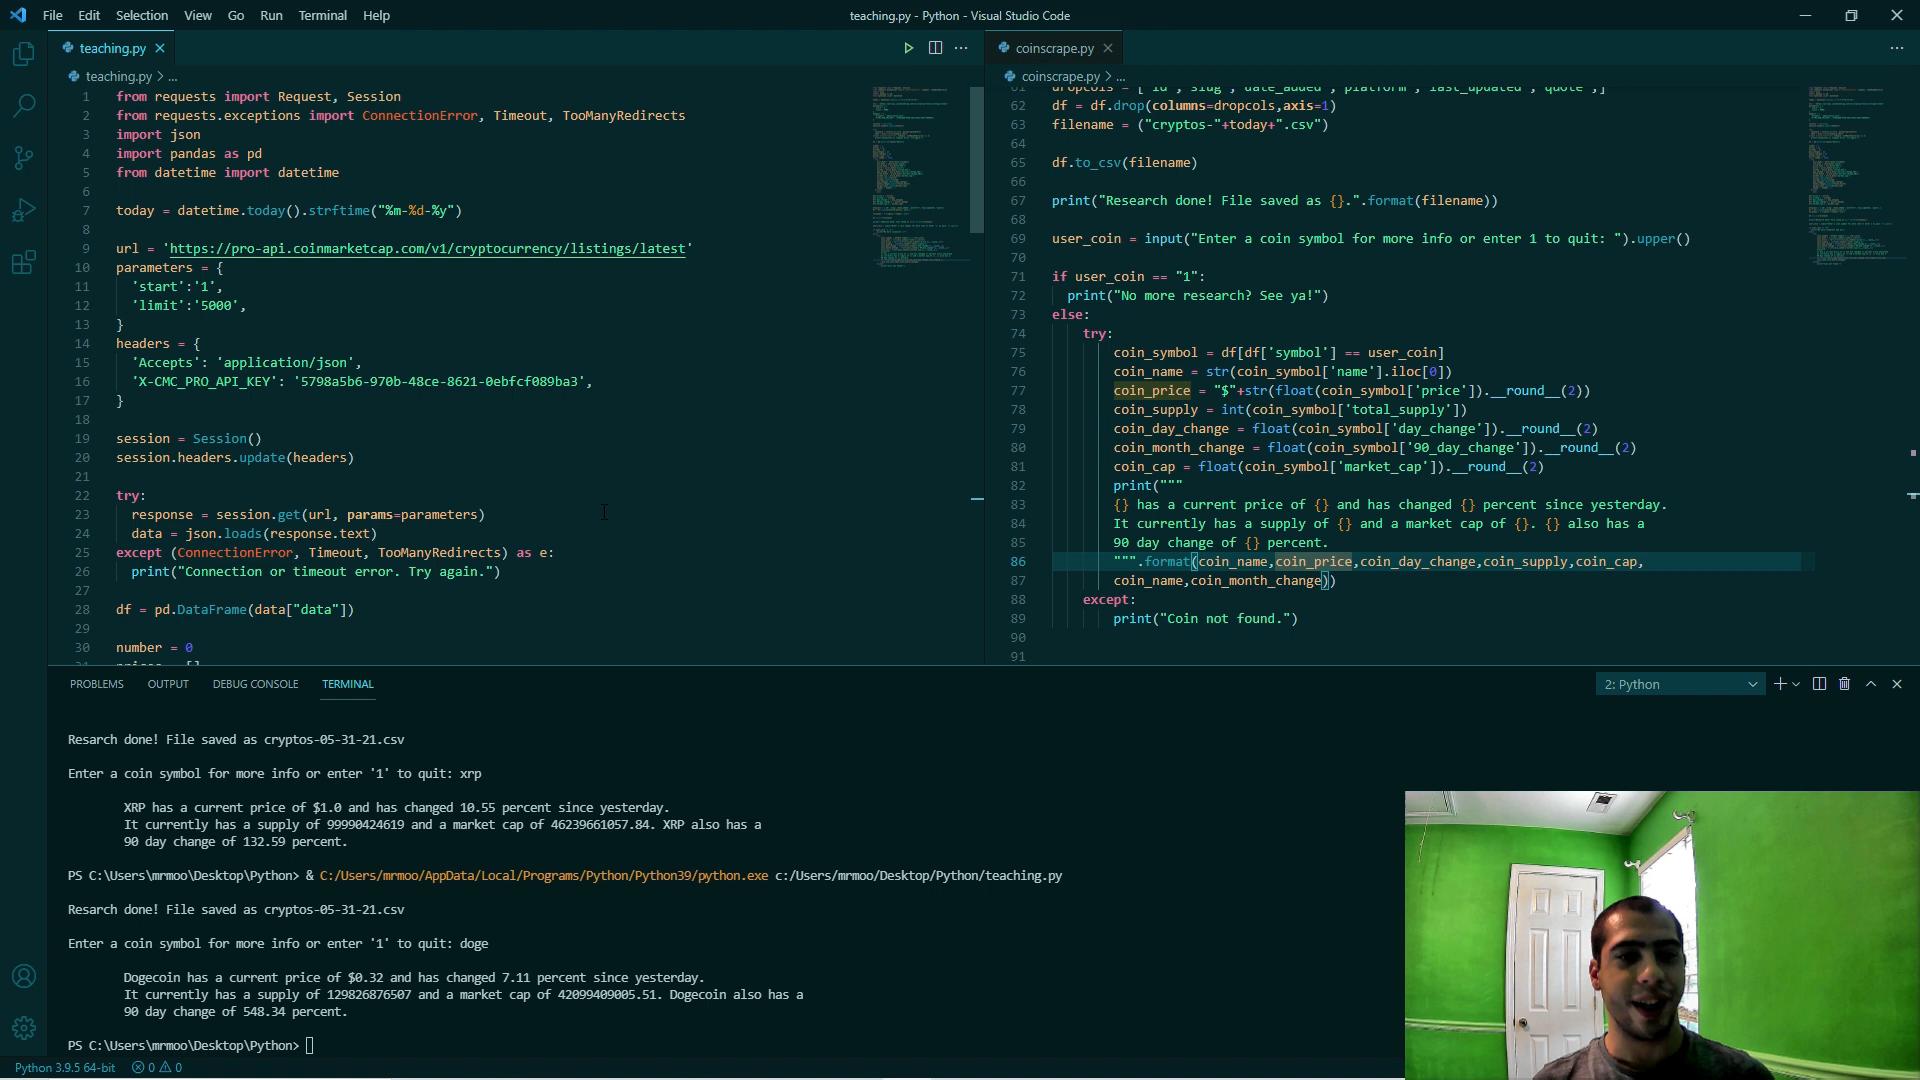 File Edit Selection View Go Run Terminal Help
teaching.py - Python - Visual Studio Code
teaching.py
teaching.py > ...
1 from requests import Request, Session
2 from requests.exceptions import ConnectionError, Timeout, TooManyRedirects
3 import json
4 import pandas as pd
5 from datetime import datetime
6
7 today = datetime.today().strftime("%m-%d-%y")
8
9 url = 'https://pro-api.coinmarketcap.com/v1/cryptocurrency/listings/latest'
10 parameters = {
11 'start':'1',
12 'limit':'5000',
13 }
14 headers = {
15 'Accepts': 'application/json',
16 'X-CMC_PRO_API_KEY': '5798a5b6-970b-48ce-8621-0ebfcf089ba3',
17 }
18
19 session = Session()
20 session.headers.update(headers)
21
22 try:
23 response = session.get(url, params=parameters)
24 data = json.loads(response.text)
25 except (ConnectionError, Timeout, TooManyRedirects) as e:
26 print("Connection or timeout error. Try again.")
27
28 df = pd.DataFrame(data["data"])
29
30 number = 0
coinscrape.py
coinscrape.py > ...
61 dropcols = ['id','slug','date_added','platform','last_updated','quote',]
62 df = df.drop(columns=dropcols,axis=1)
63 filename = ("cryptos-"+today+".csv")
64
65 df.to_csv(filename)
66
67 print("Research done! File saved as {}.".format(filename))
68
69 user_coin = input("Enter a coin symbol for more info or enter 1 to quit: ").upper()
70
71 if user_coin == "1":
72 print("No more research? See ya!")
73 else:
74 try:
75 coin_symbol = df[df['symbol'] == user_coin]
76 coin_name = str(coin_symbol['name'].iloc[0])
77 coin_price = "$"+str(float(coin_symbol['price']).__round__(2))
78 coin_supply = int(coin_symbol['total_supply'])
79 coin_day_change = float(coin_symbol['day_change']).__round__(2)
80 coin_month_change = float(coin_symbol['90_day_change']).__round__(2)
81 coin_cap = float(coin_symbol['market_cap']).__round__(2)
82 print("""
83 {} has a current price of {} and has changed {} percent since yesterday.
84 It currently has a supply of {} and a market cap of {}. {} also has a
85 90 day change of {} percent.
86 """.format(coin_name,coin_price,coin_day_change,coin_supply,coin_cap,
87 coin_name,coin_month_change))
88 except:
89 print("Coin not found.")
90
91
PROBLEMS OUTPUT DEBUG CONSOLE TERMINAL
2: Python
Resarch done! File saved as cryptos-05-31-21.csv
Enter a coin symbol for more info or enter '1' to quit: xrp
XRP has a current price of $1.0 and has changed 10.55 percent since yesterday.
It currently has a supply of 99990424619 and a market cap of 46239661057.84. XRP also has a
90 day change of 132.59 percent.
PS C:\Users\mrmoo\Desktop\Python> & C:/Users/mrmoo/AppData/Local/Programs/Python/Python39/python.exe c:/Users/mrmoo/Desktop/Python/teaching.py
Resarch done! File saved as cryptos-05-31-21.csv
Enter a coin symbol for more info or enter '1' to quit: doge
Dogecoin has a current price of $0.32 and has changed 7.11 percent since yesterday.
It currently has a supply of 129826876507 and a market cap of 42099409005.51. Dogecoin also has a
90 day change of 548.34 percent.
PS C:\Users\mrmoo\Desktop\Python>
Python 3.9.5 64-bit 0 0